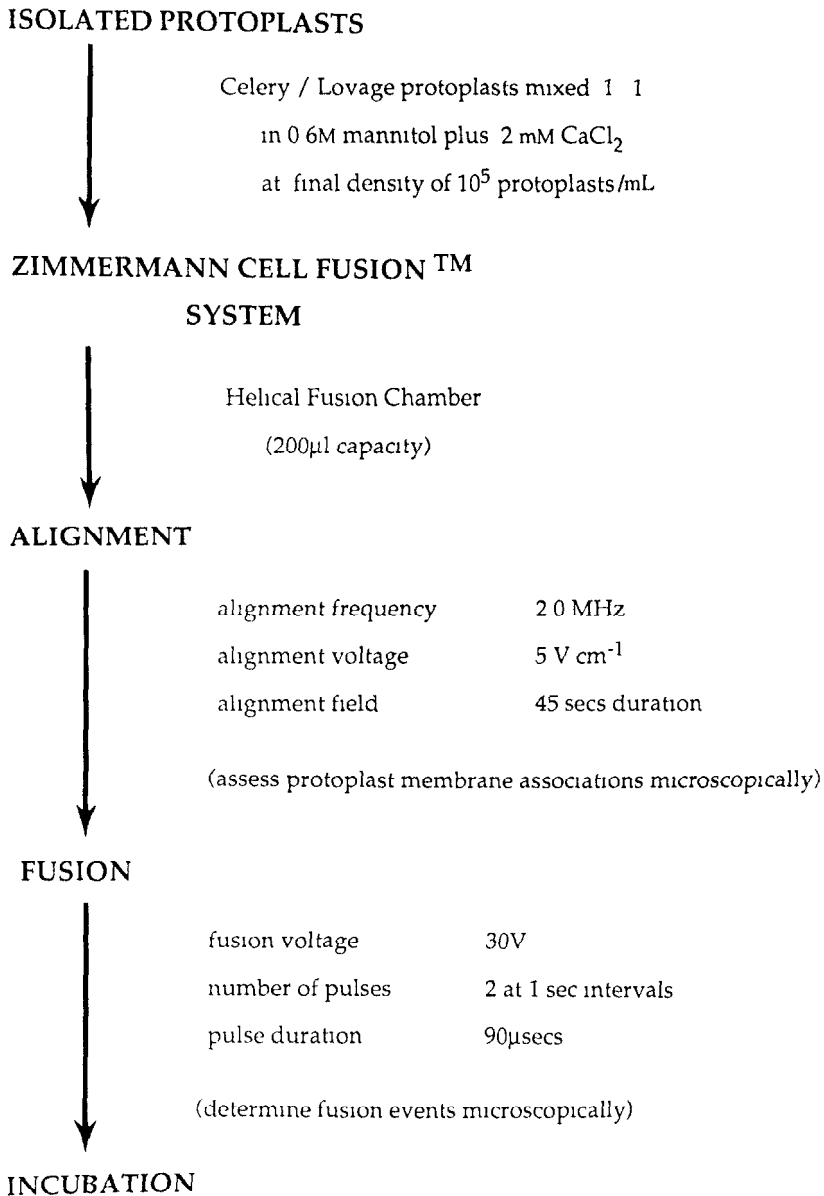 ISOLATED PROTOPLASTS
Celery / Lovage protoplasts mixed 1 1
in 0 6M mannitol plus 2 mM CaCl₂
at final density of 10⁵ protoplasts/mL
ZIMMERMANN CELL FUSION ™
SYSTEM
Helical Fusion Chamber
(200µl capacity)
ALIGNMENT
alignment frequency 2 0 MHz
alignment voltage 5 V cm⁻¹
alignment field 45 secs duration
(assess protoplast membrane associations microscopically)
FUSION
fusion voltage 30V
number of pulses 2 at 1 sec intervals
pulse duration 90µsecs
(determine fusion events microscopically)
INCUBATION